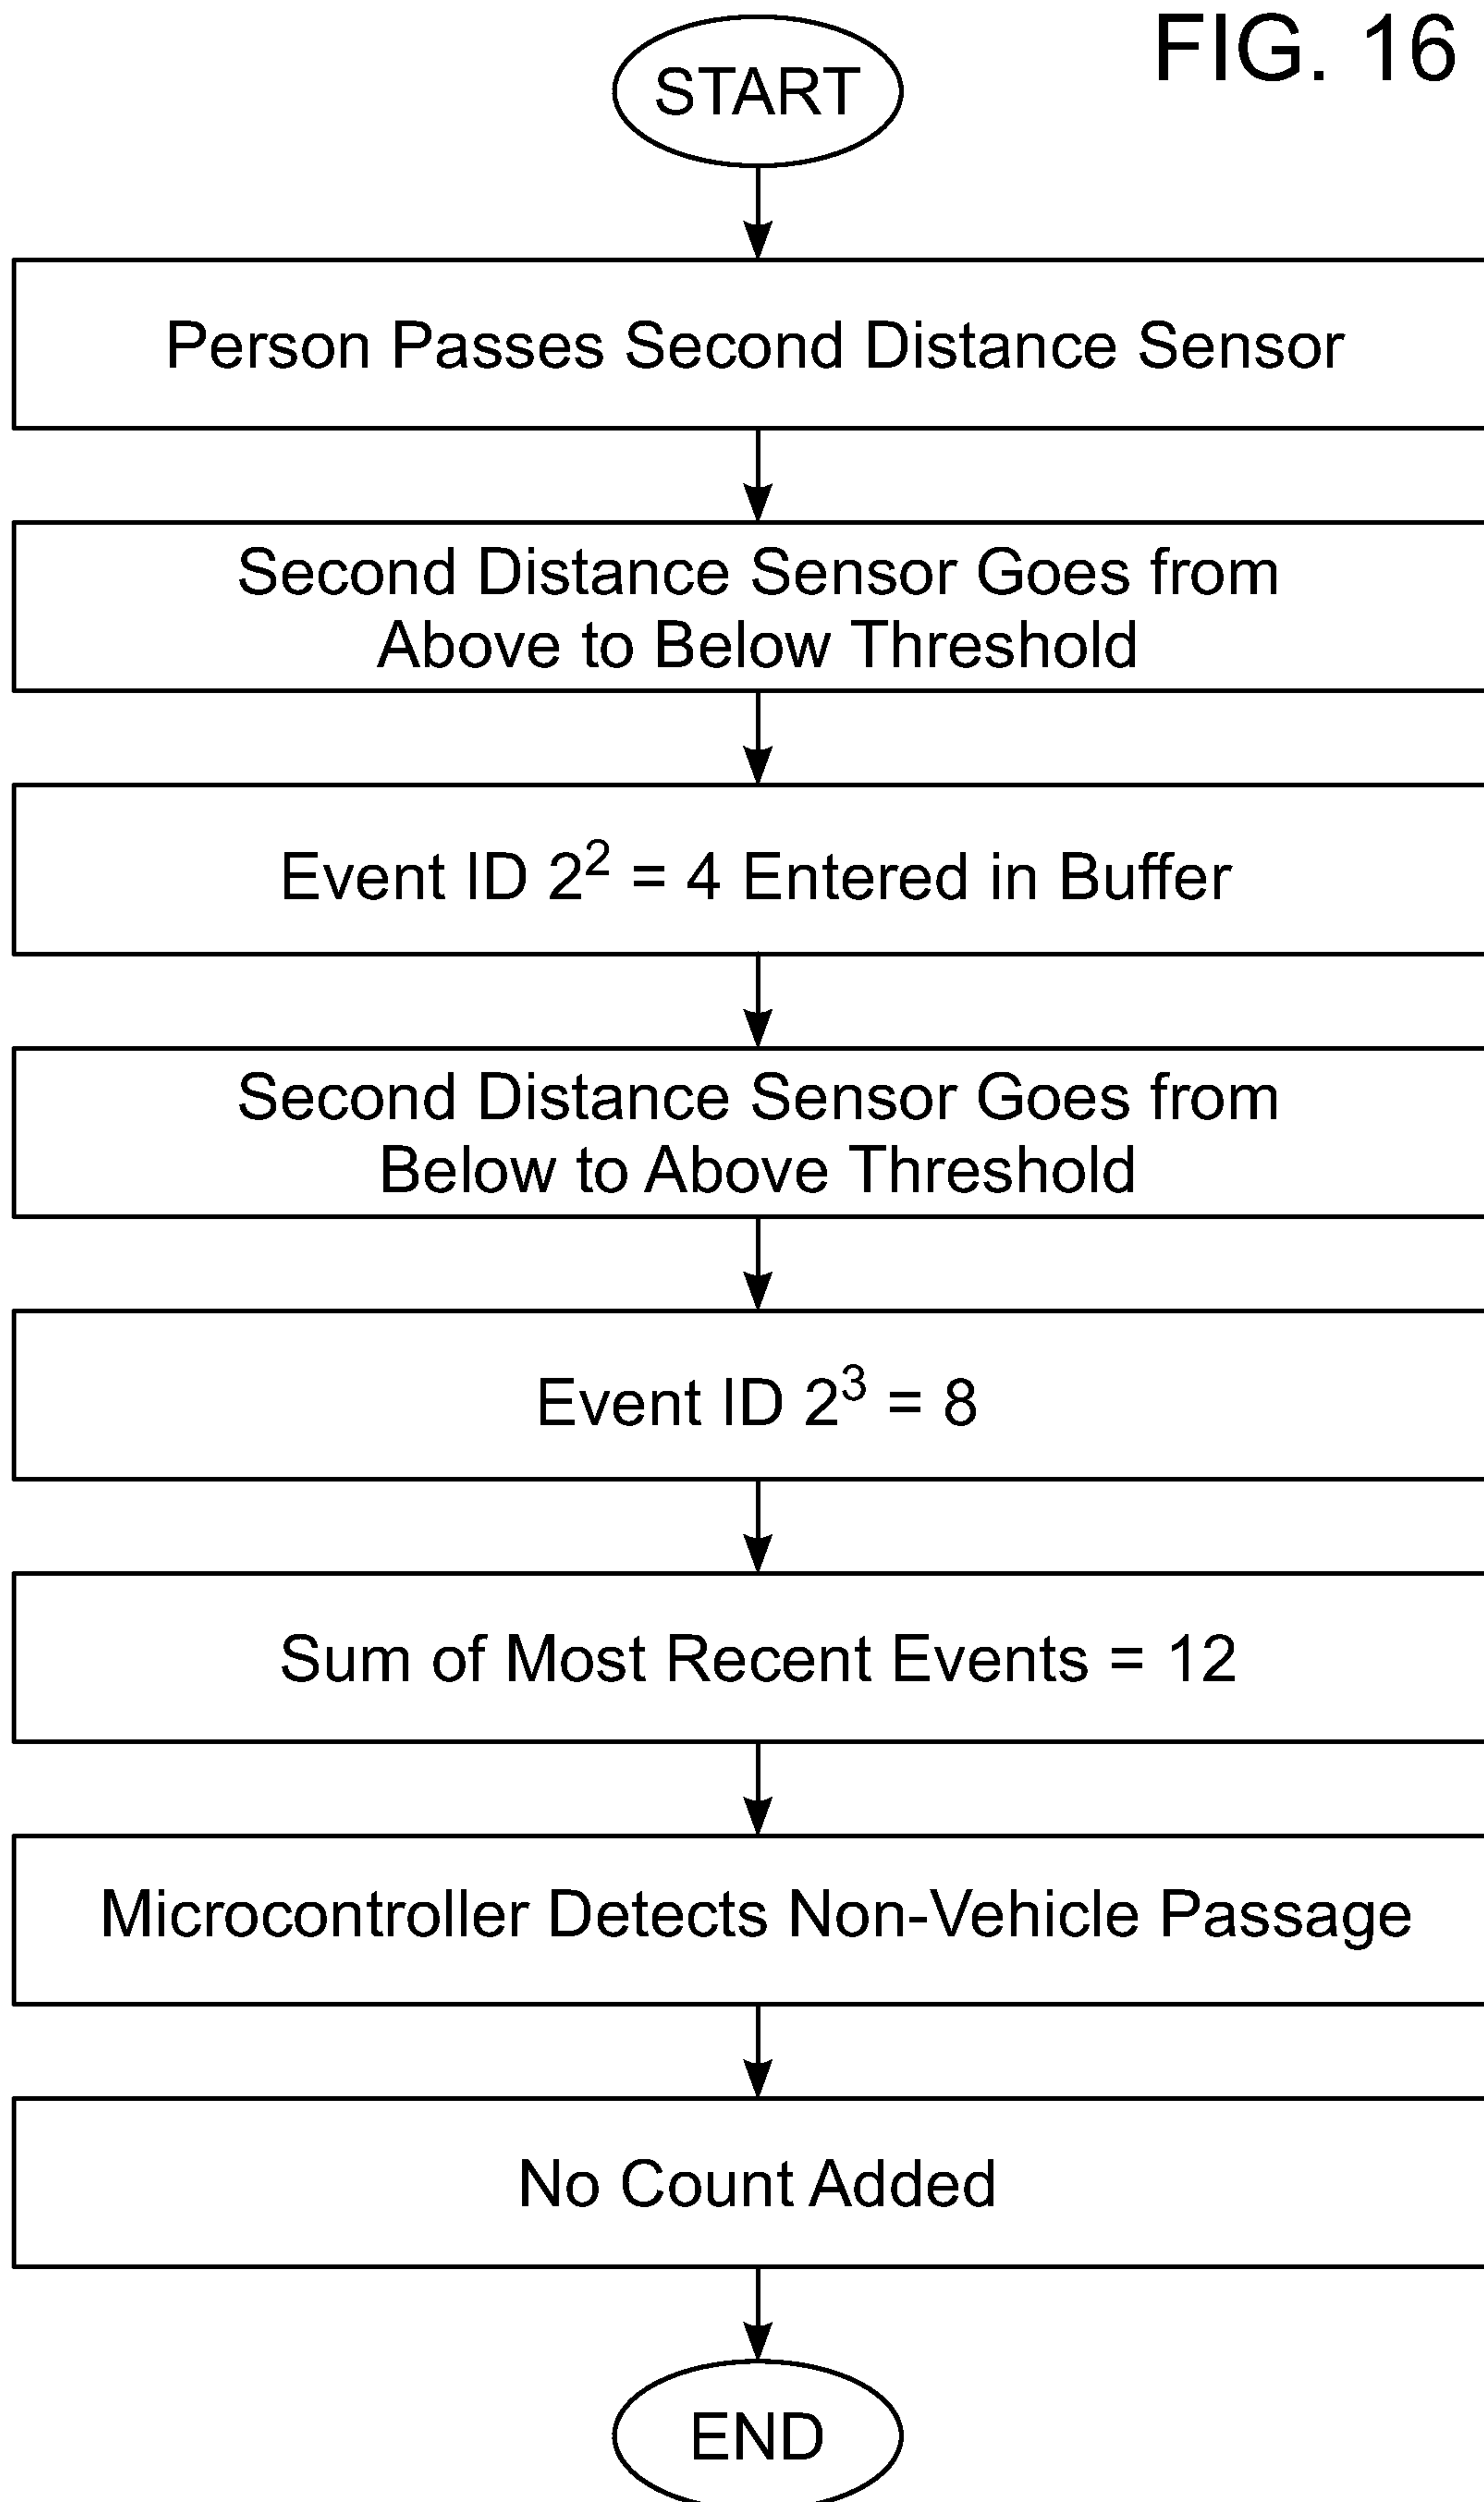 FIG. 16
START
Person Passes Second Distance Sensor
Second Distance Sensor Goes from
Above to Below Threshold
Event ID 2² = 4 Entered in Buffer
Second Distance Sensor Goes from
Below to Above Threshold
Event ID 2³ = 8
Sum of Most Recent Events = 12
Microcontroller Detects Non-Vehicle Passage
No Count Added
END